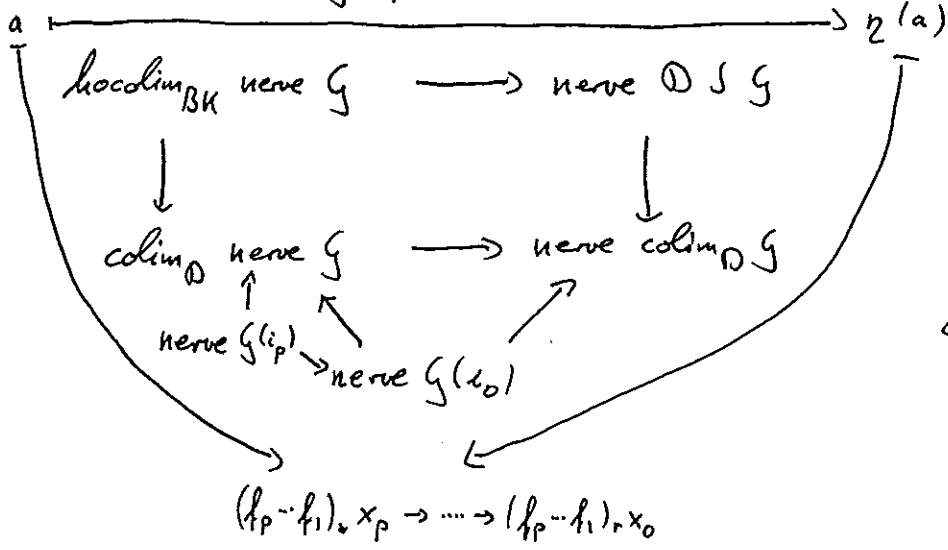 a ⟼ η(a)
hocolim_BK nerve G → nerve D ∫ G
↓ ↓
colim_D nerve G → nerve colim_D G
nerve G(i_p) → nerve G(i_0)
(f_p ⋯ f_1)_* x_p → ⋯ → (f_p ⋯ f_1)_* x_0